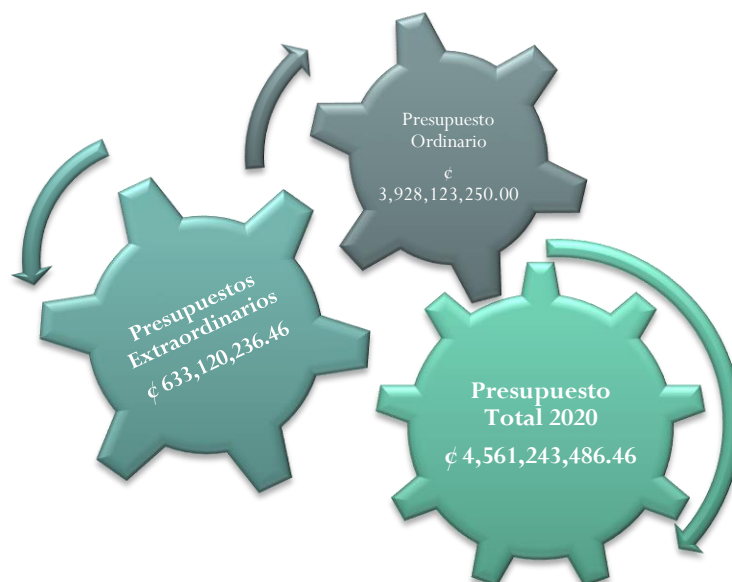 Presupuesto
Ordinario
¢
3,928,123,250.00
Presupuestos
Extraordinarios
¢ 633,120,236.46
Presupuesto
Total 2020
¢ 4,561,243,486.46